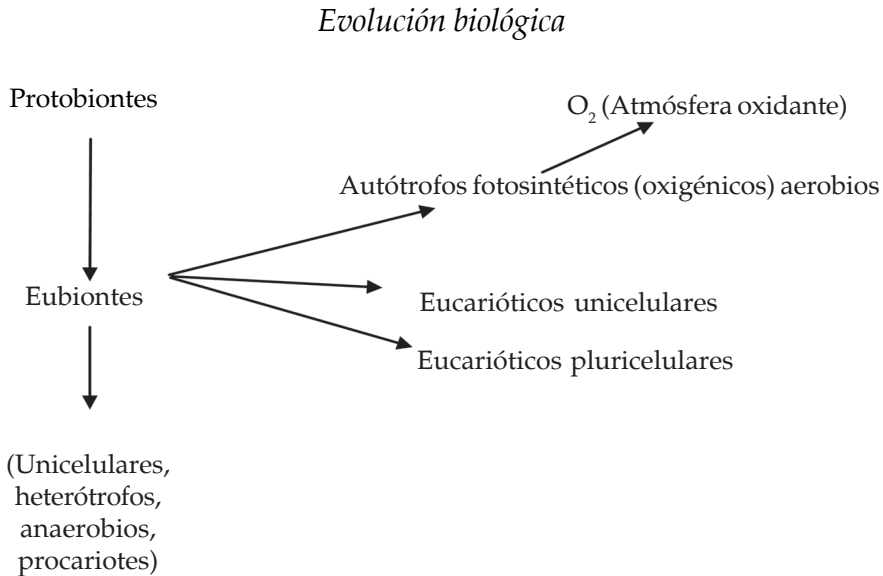 Evolución biológica
Protobiontes
O₂ (Atmósfera oxidante)
Autótrofos fotosintéticos (oxigénicos) aerobios
Eubiontes
Eucarióticos unicelulares
Eucarióticos pluricelulares
(Unicelulares,
heterótrofos,
anaerobios,
procariotes)